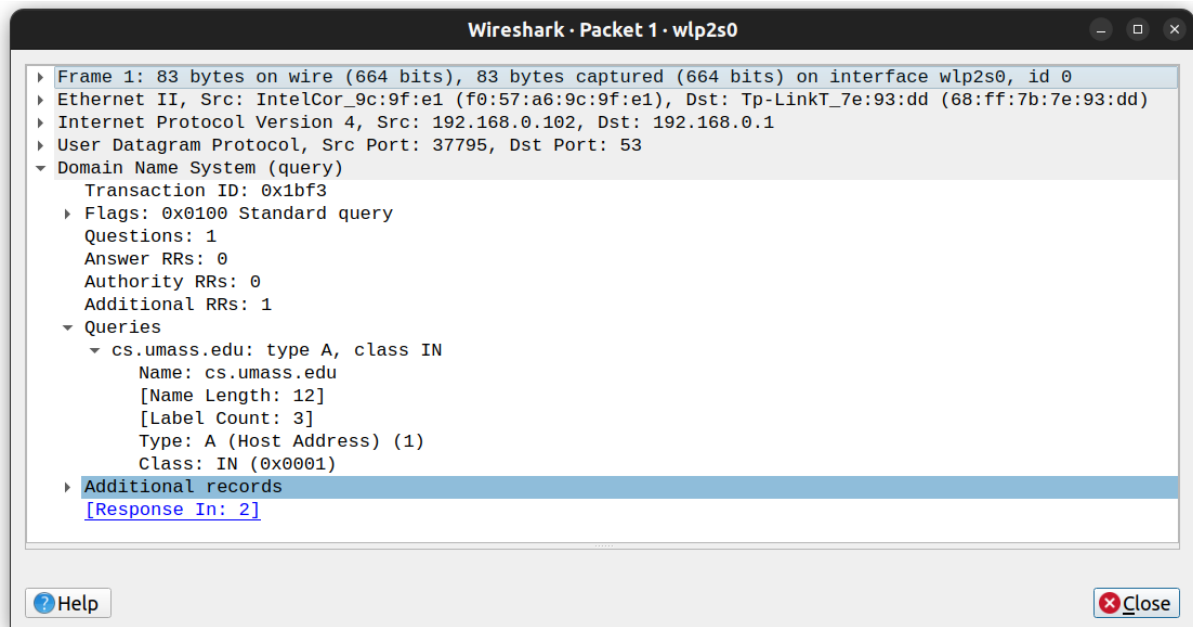 Wireshark · Packet 1 · wlp2s0
Frame 1: 83 bytes on wire (664 bits), 83 bytes captured (664 bits) on interface wlp2s0, id 0
Ethernet II, Src: IntelCor_9c:9f:e1 (f0:57:a6:9c:9f:e1), Dst: Tp-LinkT_7e:93:dd (68:ff:7b:7e:93:dd)
Internet Protocol Version 4, Src: 192.168.0.102, Dst: 192.168.0.1
User Datagram Protocol, Src Port: 37795, Dst Port: 53
Domain Name System (query)
Transaction ID: 0x1bf3
Flags: 0x0100 Standard query
Questions: 1
Answer RRs: 0
Authority RRs: 0
Additional RRs: 1
Queries
cs.umass.edu: type A, class IN
Name: cs.umass.edu
[Name Length: 12]
[Label Count: 3]
Type: A (Host Address) (1)
Class: IN (0x0001)
Additional records
[Response In: 2]
Help Close